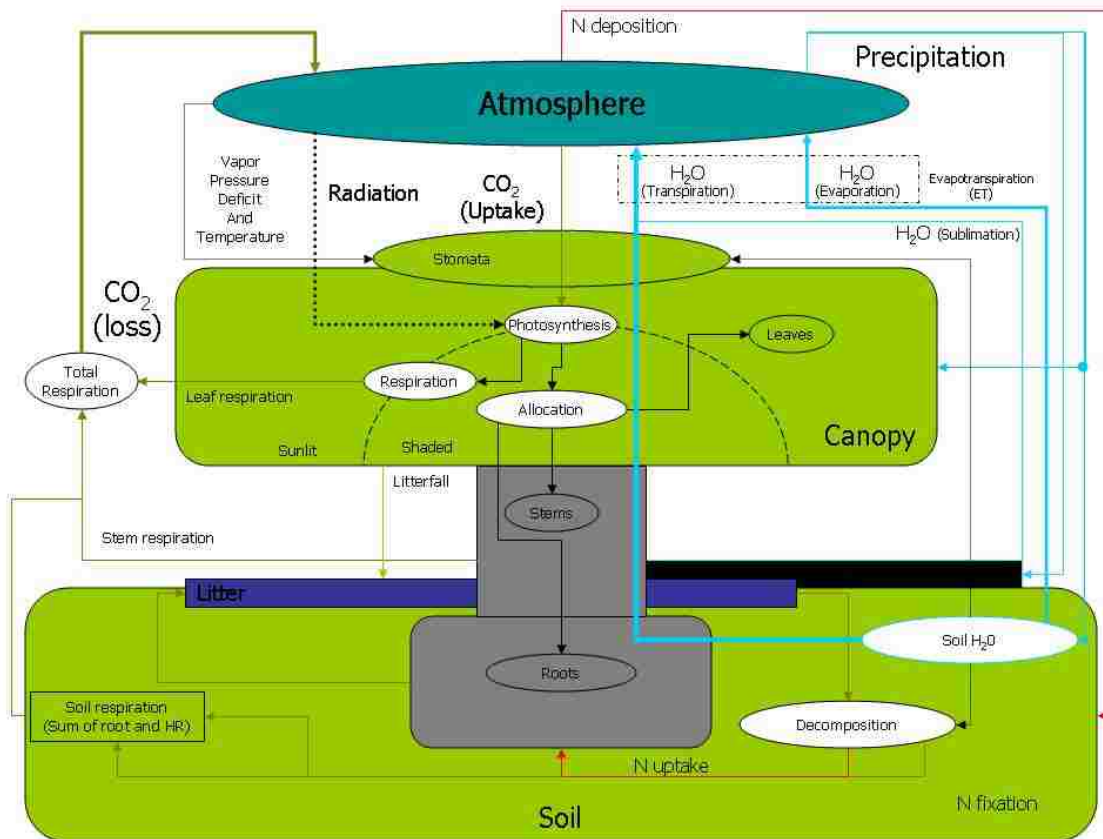 N deposition
Precipitation
Atmosphere
Vapor
Pressure
Deficit
And
Temperature
Radiation
CO₂
(Uptake)
H₂O
(Transpiration)
H₂O
(Evaporation)
Evapotranspiration
(ET)
H₂O (Sublimation)
Stomata
CO₂
(loss)
Photosynthesis
Leaves
Total
Respiration
Leaf respiration
Respiration
Allocation
Canopy
Sunlit
Shaded
Litterfall
Stems
Stem respiration
Litter
Soil H₂0
Roots
Soil respiration
(Sum of root and HR)
Decomposition
N uptake
N fixation
Soil